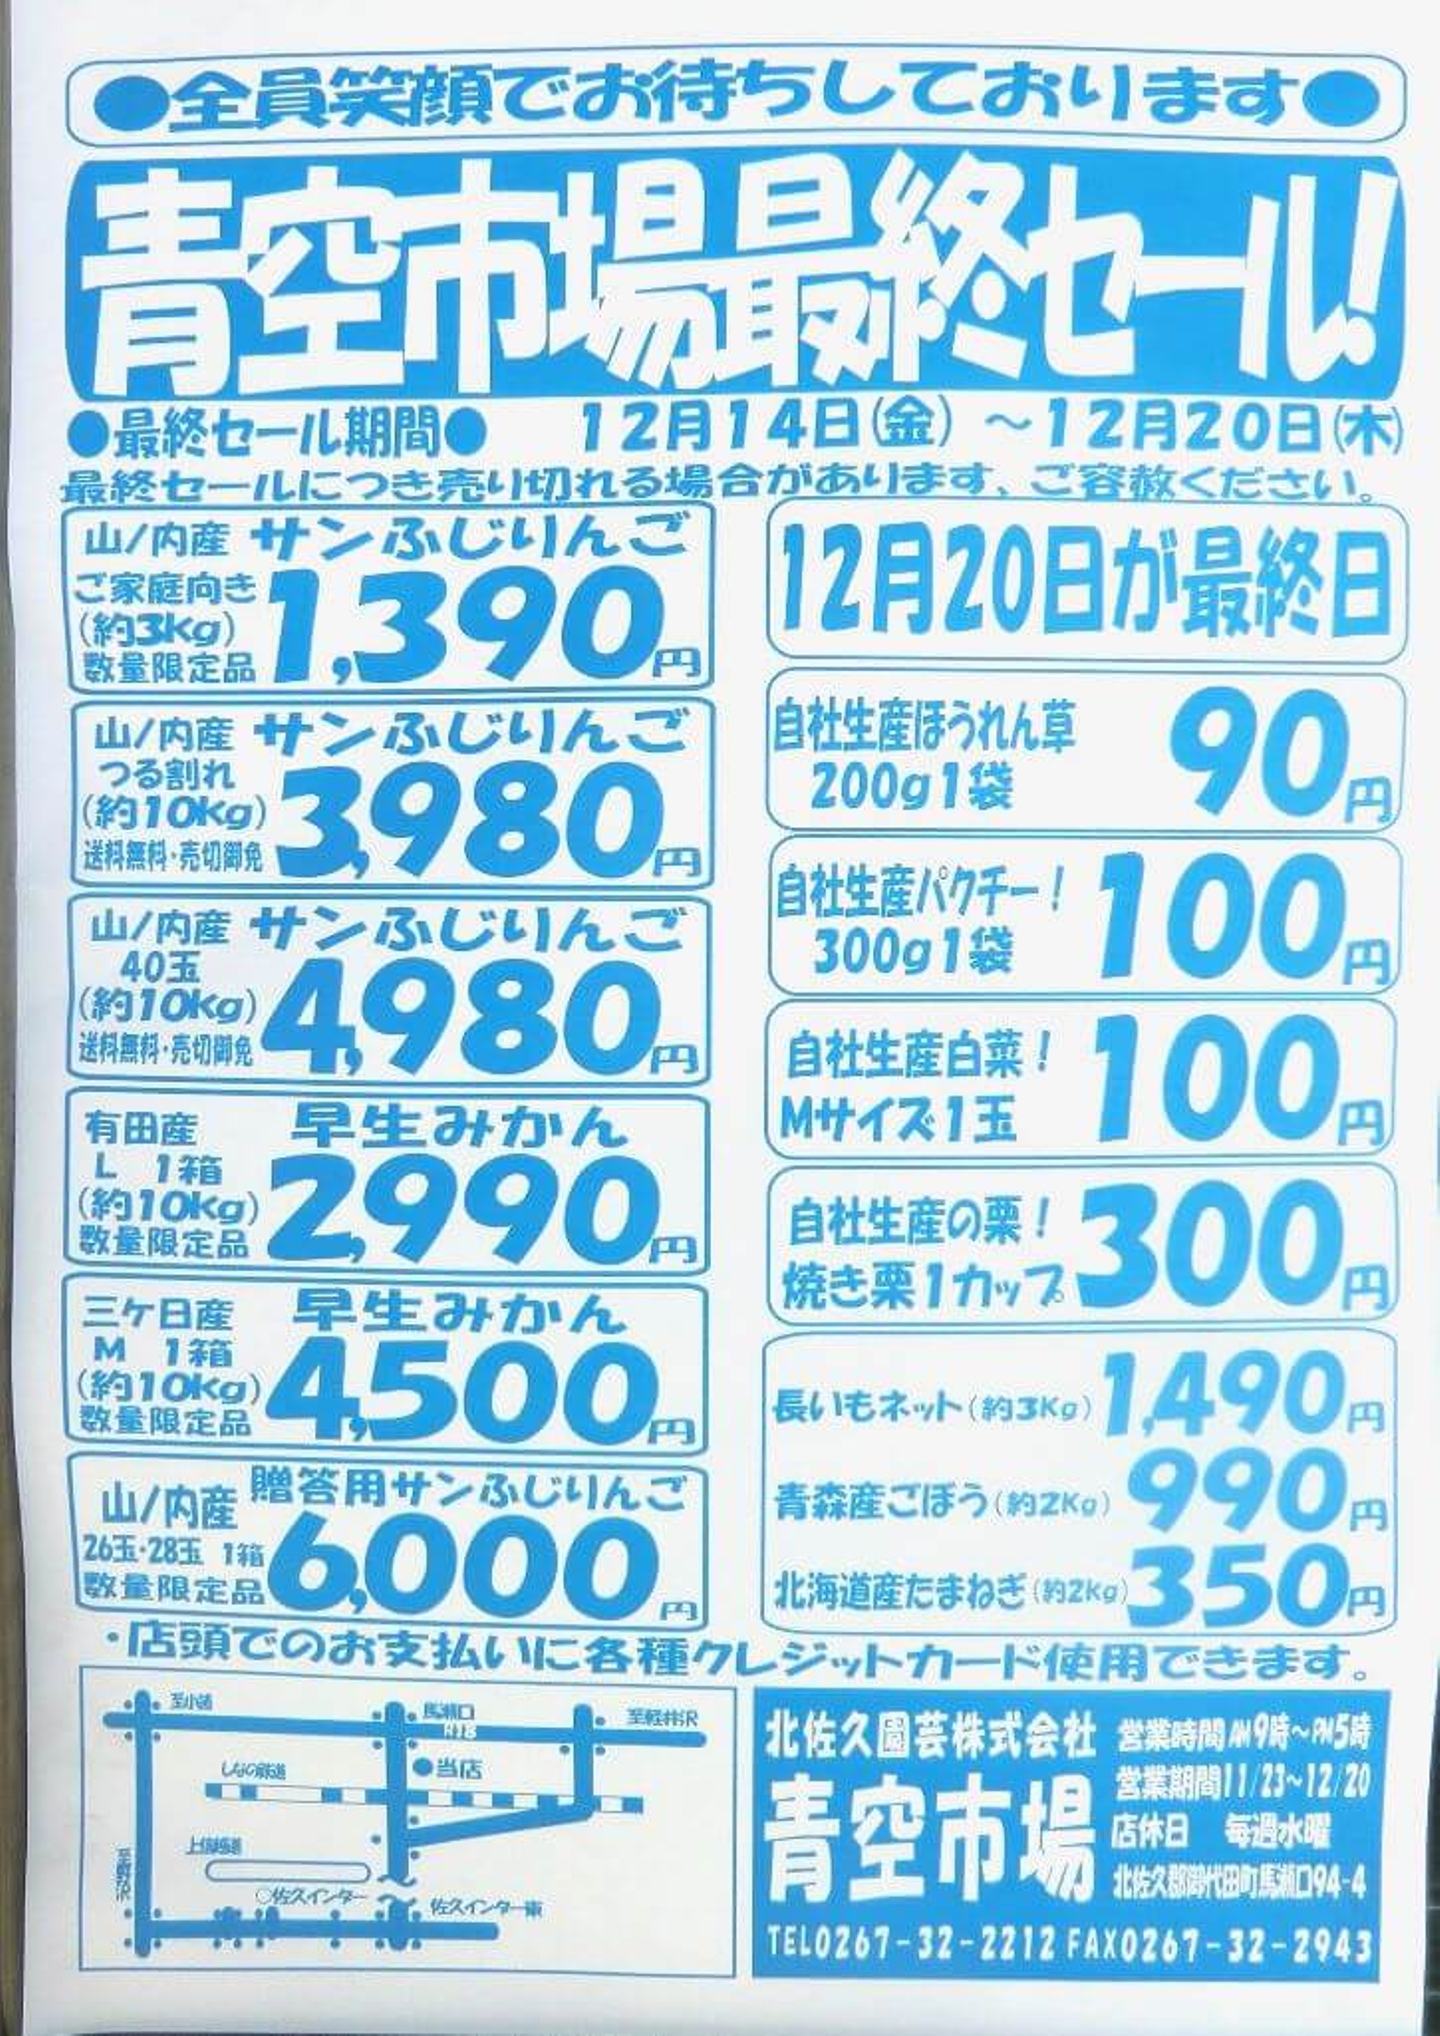 ●全員笑顔でお待ちしております●
青空市場最終セール!
●最終セール期間● 12月14日(金) ~12月20日(木)
最終セールにつき売り切れる場合があります、ご容赦ください。
山ノ内産 サンふじりんご
ご家庭向き
(約3Kg)
数量限定品
1,390円
山ノ内産 サンふじりんご
つる割れ
(約10Kg)
送料無料・売切御免
3,980円
山ノ内産 サンふじりんご
40玉
(約10Kg)
送料無料・売切御免
4,980円
有田産 早生みかん
L 1箱
(約10Kg)
数量限定品
2,990円
三ケ日産 早生みかん
M 1箱
(約10Kg)
数量限定品
4,500円
山ノ内産 贈答用サンふじりんご
26玉・28玉 1箱
数量限定品
6,000円
12月20日が最終日
自社生産ほうれん草
200g1袋
90円
自社生産パクチー!
300g1袋
100円
自社生産白菜!
Mサイズ1玉
100円
自社生産の栗!
焼き栗1カップ
300円
長いもネット(約3Kg) 1,490円
青森産ごぼう(約2Kg) 990円
北海道産たまねぎ(約2kg) 350円
・店頭でのお支払いに各種クレジットカード使用できます。
至小諸
馬瀬口
R18
至軽井沢
●当店
しなの鉄道
○佐久インター
佐久インター東
北佐久園芸株式会社
青空市場
営業時間AM9時~PM5時
営業期間11/23~12/20
店休日 毎週水曜
北佐久郡御代田町馬瀬口94-4
TEL0267-32-2212 FAX0267-32-2943